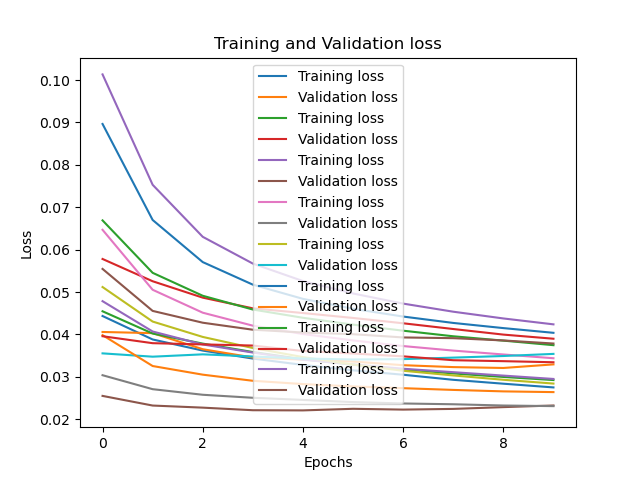 Training and Validation loss
Loss
0.10
0.09
0.08
0.07
0.06
0.05
0.04
0.03
0.02
Training loss
Validation loss
Training loss
Validation loss
Training loss
Validation loss
Training loss
Validation loss
Training loss
Validation loss
Training loss
Validation loss
Training loss
Validation loss
Training loss
Validation loss
0 2 4 6 8
Epochs